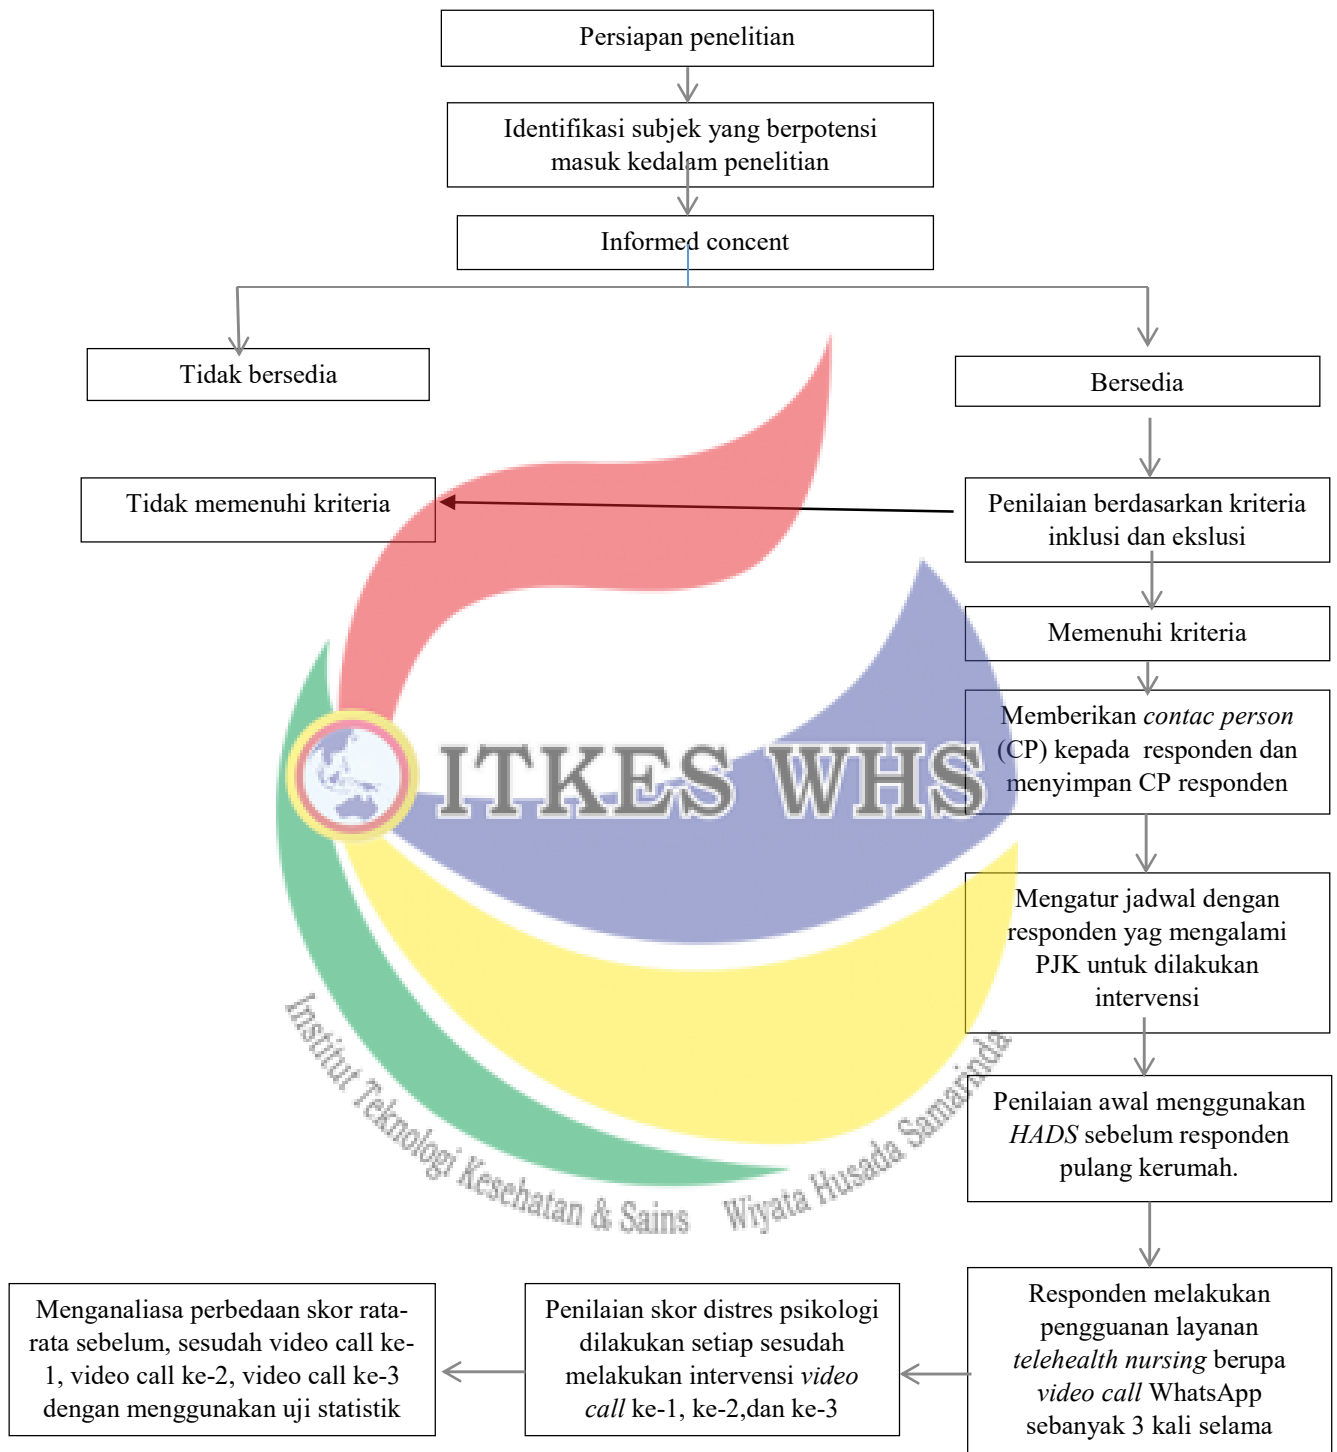 Persiapan penelitian
Identifikasi subjek yang berpotensi
masuk kedalam penelitian
Informed concent
Tidak bersedia
Bersedia
Tidak memenuhi kriteria
Penilaian berdasarkan kriteria
inklusi dan ekslusi
Memenuhi kriteria
Memberikan contac person
(CP) kepada responden dan
menyimpan CP responden
ITKES WHS
Mengatur jadwal dengan
responden yag mengalami
PJK untuk dilakukan
intervensi
Institut Teknologi Kesehatan & Sains Wiyata Husada Samarinda
Penilaian awal menggunakan
HADS sebelum responden
pulang kerumah.
Responden melakukan
pengguanan layanan
telehealth nursing berupa
video call WhatsApp
sebanyak 3 kali selama
Penilaian skor distres psikologi
dilakukan setiap sesudah
melakukan intervensi video
call ke-1, ke-2,dan ke-3
Menganaliasa perbedaan skor rata-
rata sebelum, sesudah video call ke-
1, video call ke-2, video call ke-3
dengan menggunakan uji statistik